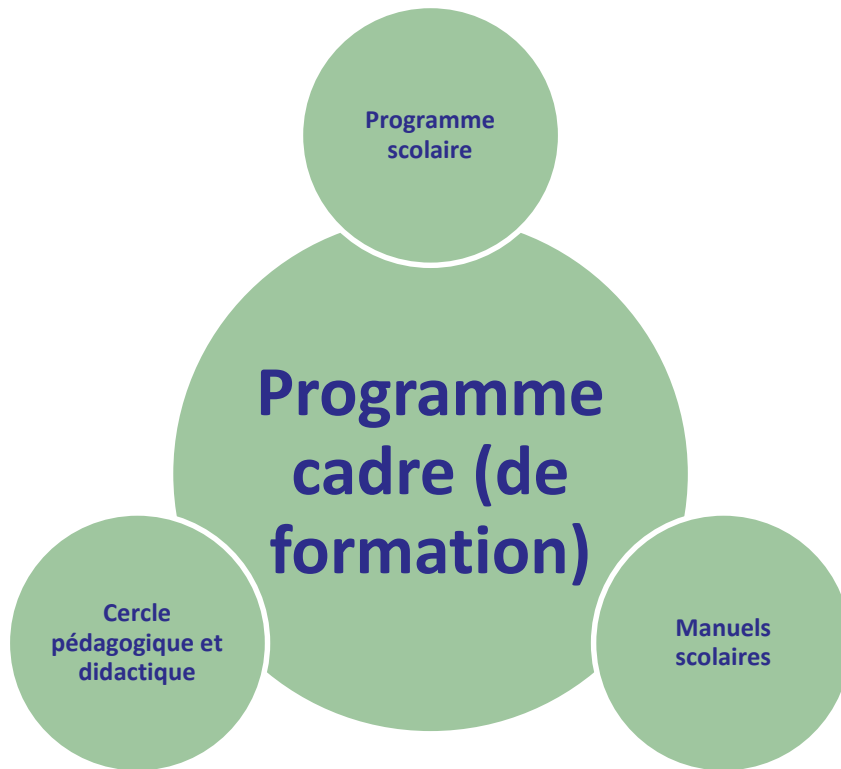 Programme
scolaire
Programme
cadre (de
formation)
Cercle
pédagogique et
didactique
Manuels
scolaires